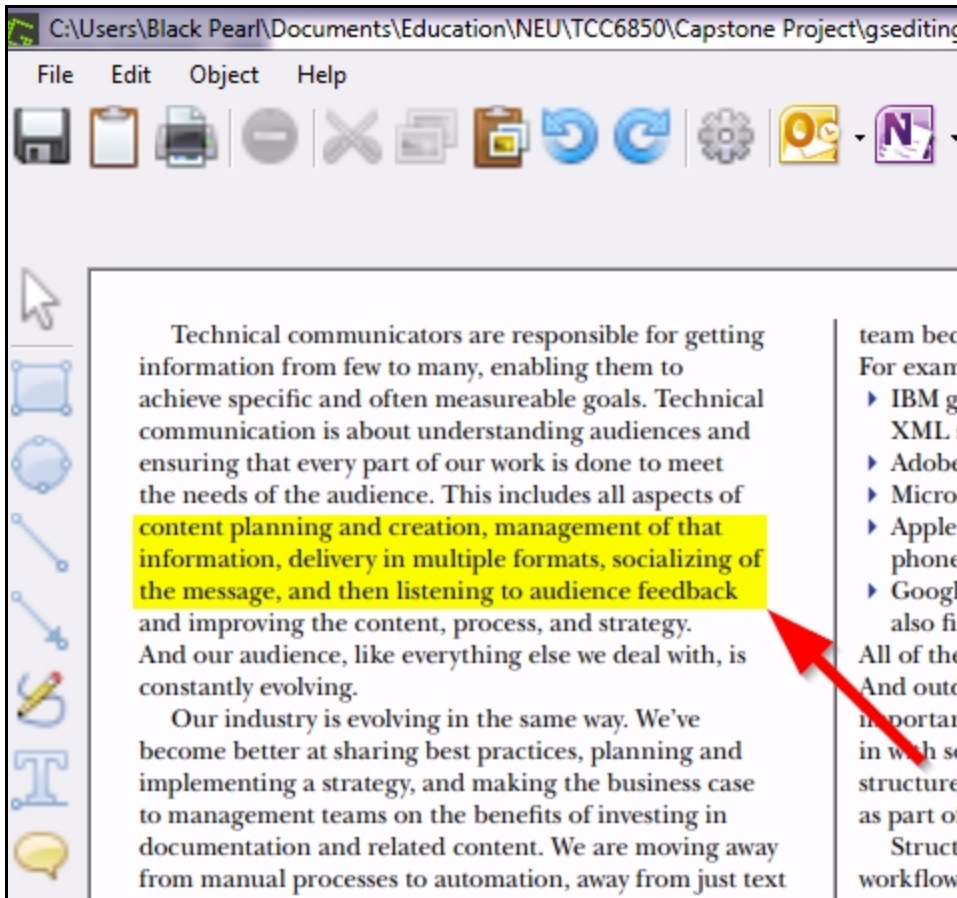 C:\Users\Black Pearl\Documents\Education\NEU\TCC6850\Capstone Project\gsediting
File Edit Object Help
Technical communicators are responsible for getting
information from few to many, enabling them to
achieve specific and often measureable goals. Technical
communication is about understanding audiences and
ensuring that every part of our work is done to meet
the needs of the audience. This includes all aspects of
content planning and creation, management of that
information, delivery in multiple formats, socializing of
the message, and then listening to audience feedback
and improving the content, process, and strategy.
And our audience, like everything else we deal with, is
constantly evolving.
Our industry is evolving in the same way. We've
become better at sharing best practices, planning and
implementing a strategy, and making the business case
to management teams on the benefits of investing in
documentation and related content. We are moving away
from manual processes to automation, away from just text
team
For
IBM
XML
Adobe
Micro
Apple
phone
also
All of the
And
in with
structure
as part
Struct
workflow